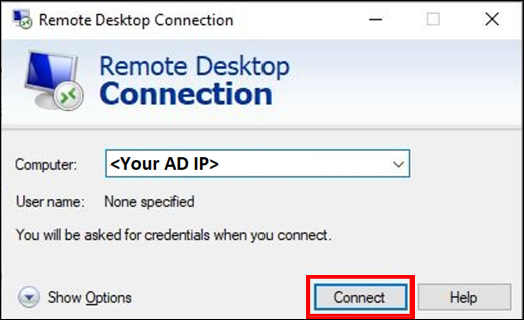 Remote Desktop Connection
Remote Desktop
Connection
Computer: <Your AD IP>
User name: None specified
You will be asked for credentials when you connect.
Show Options Connect Help